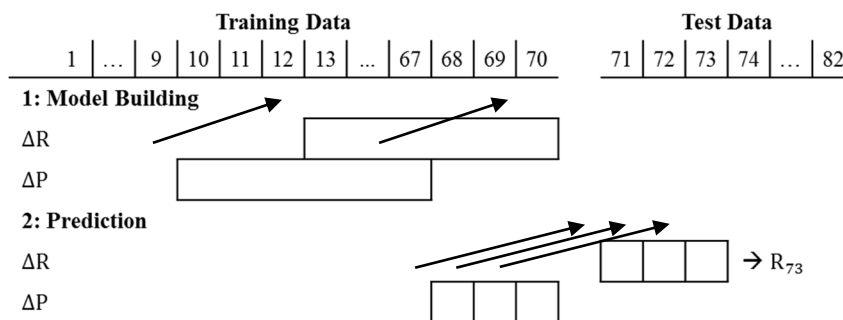 Training Data Test Data
1 … 9 10 11 12 13 ... 67 68 69 70 71 72 73 74 … 82
1: Model Building
ΔR
ΔP
2: Prediction
ΔR → R₇₃
ΔP